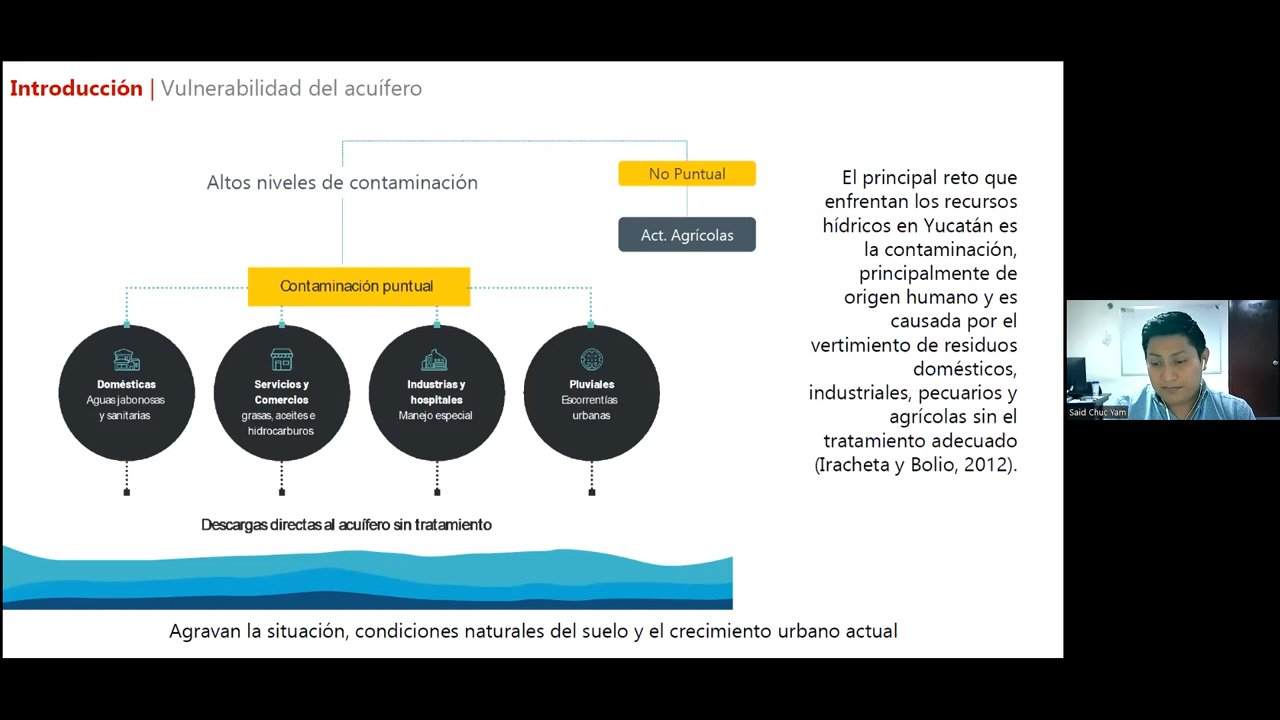 Introducción | Vulnerabilidad del acuífero
Altos niveles de contaminación
No Puntual
Act. Agrícolas
Contaminación puntual
Domésticas
Aguas jabonosas
y sanitarias
Servicios y
Comercios
grasas, aceites e
hidrocarburos
Industrias y
hospitales
Manejo especial
Pluviales
Escorrentías
urbanas
Descargas directas al acuífero sin tratamiento
Agravan la situación, condiciones naturales del suelo y el crecimiento urbano actual
El principal reto que
enfrentan los recursos
hídricos en Yucatán es
la contaminación,
principalmente de
origen humano y es
causada por el
vertimiento de residuos
domésticos,
industriales, pecuarios y
agrícolas sin el
tratamiento adecuado
(Iracheta y Bolio, 2012).
Said Chuc Yam